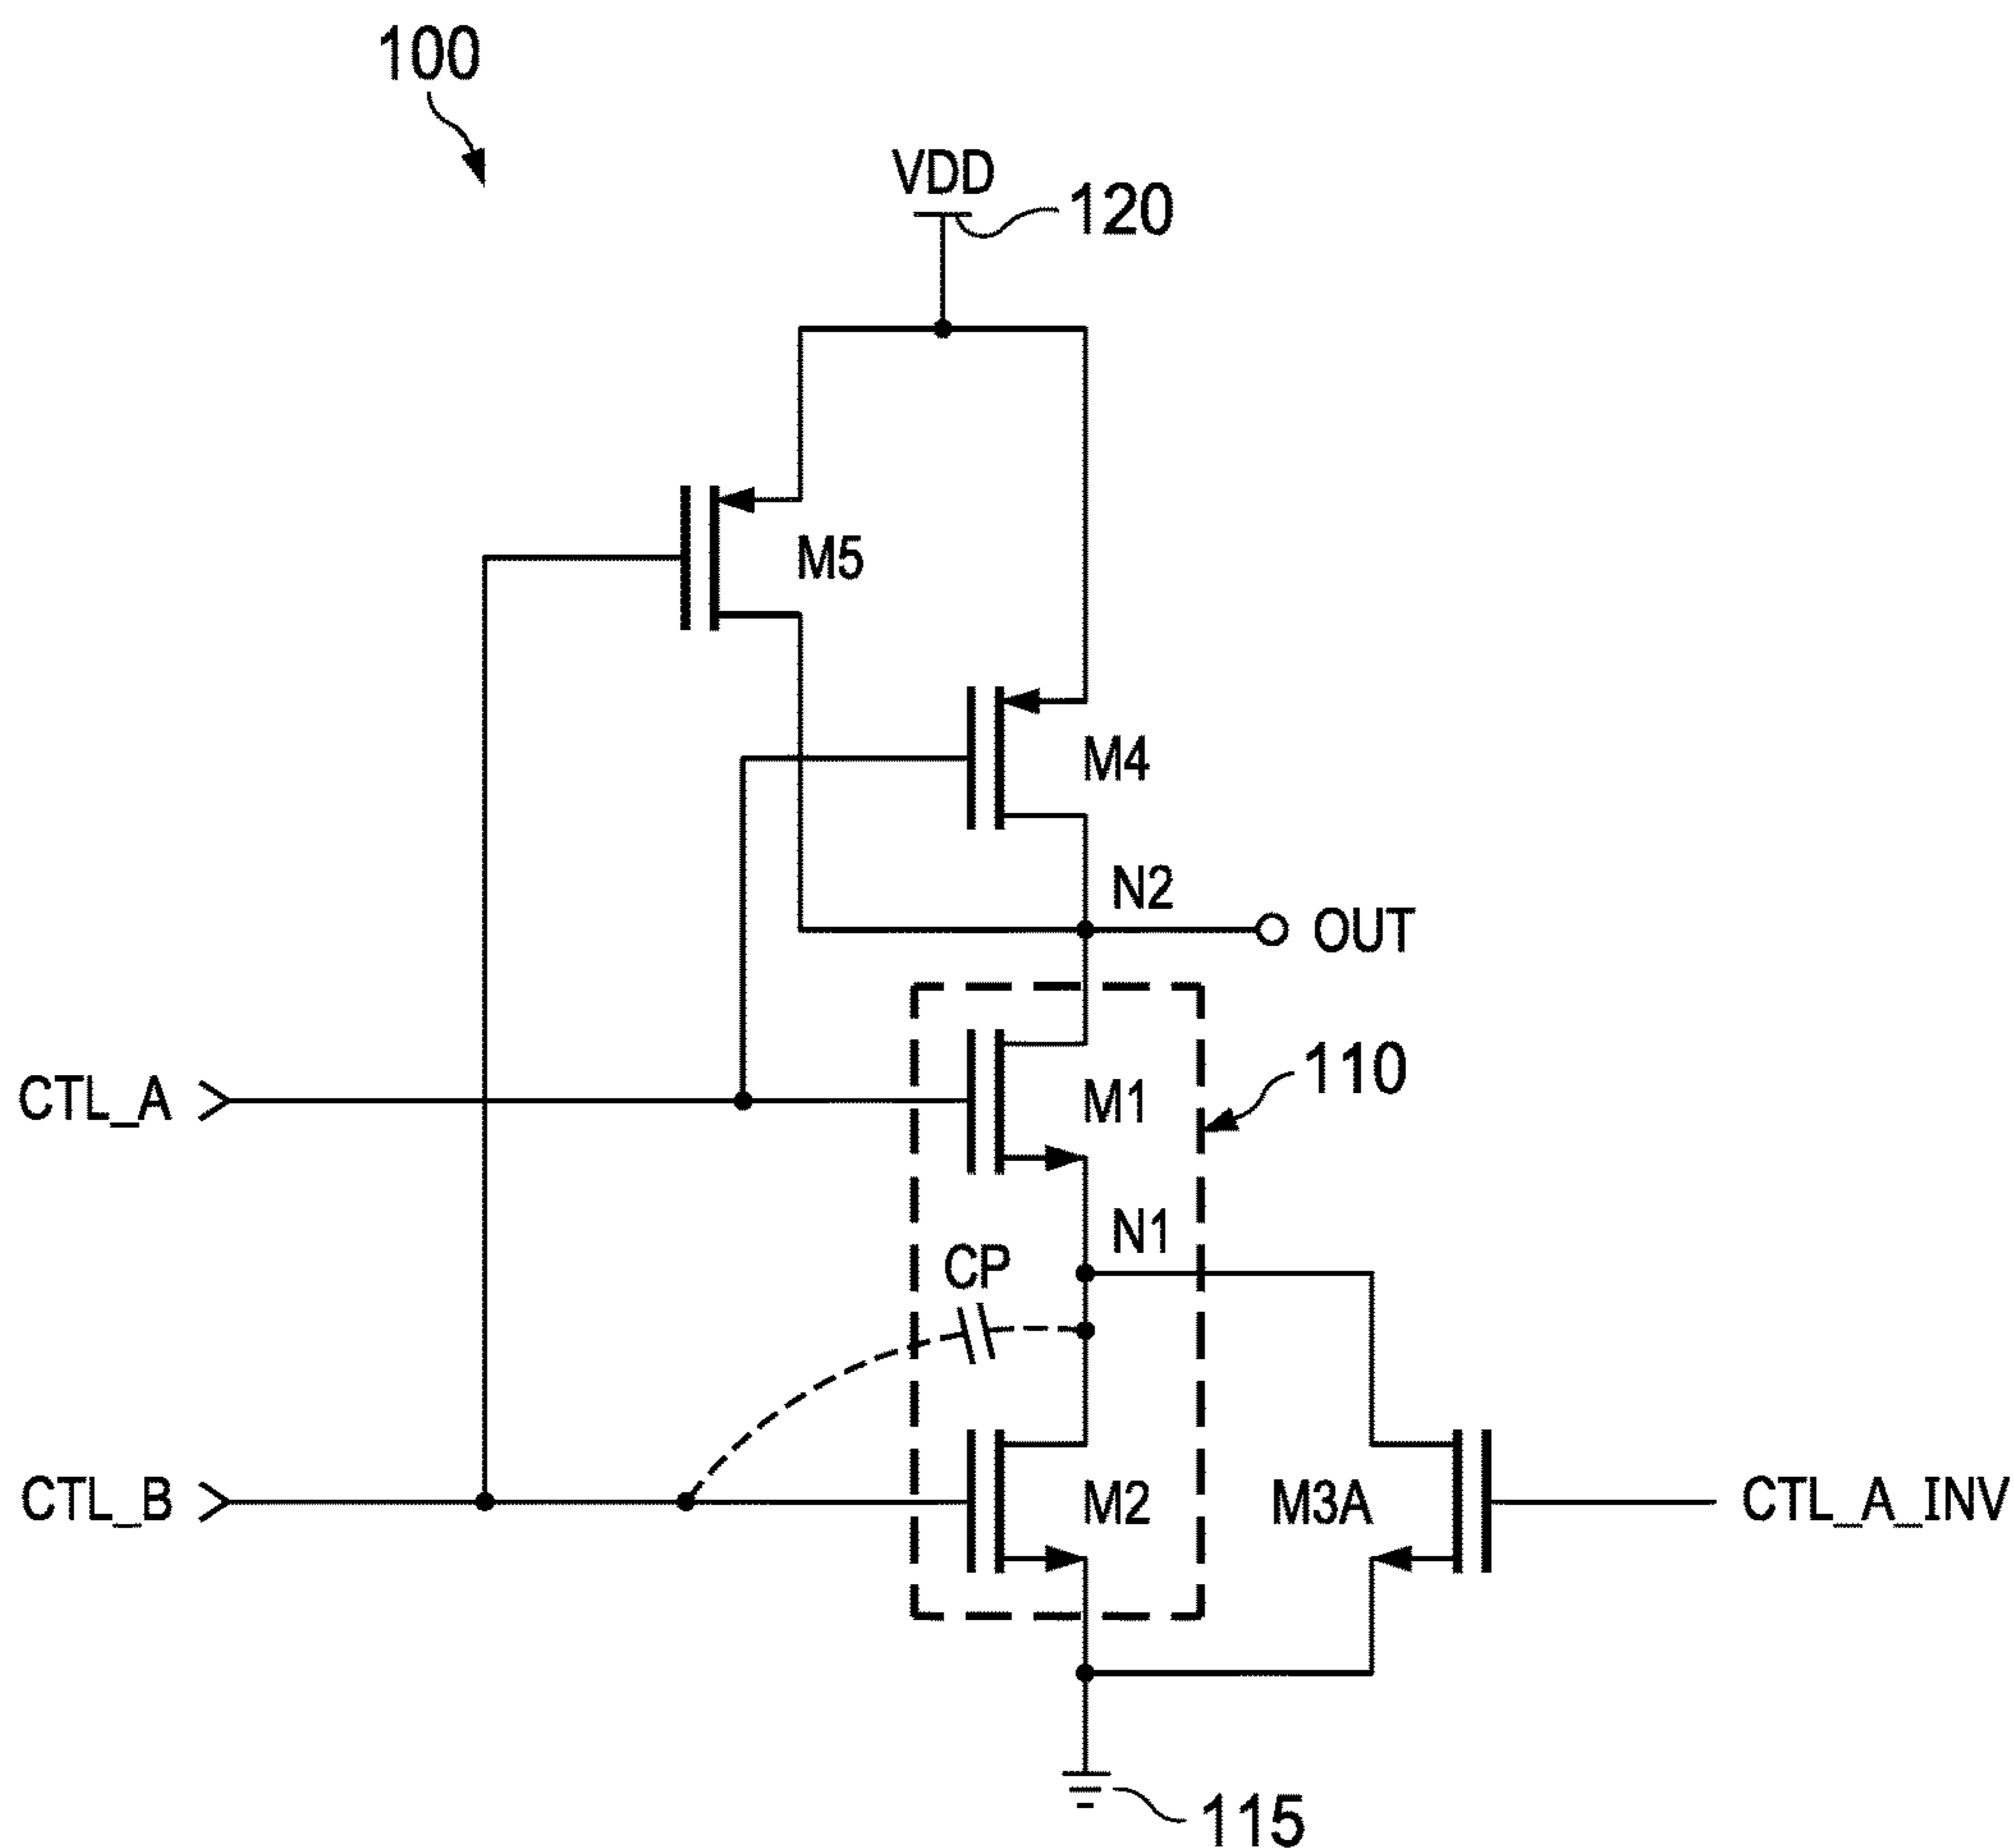 100
VDD
120
M5
M4
N2
OUT
CTL_A
M1
110
N1
CP
CTL_B
M2
M3A
CTL_A_INV
115